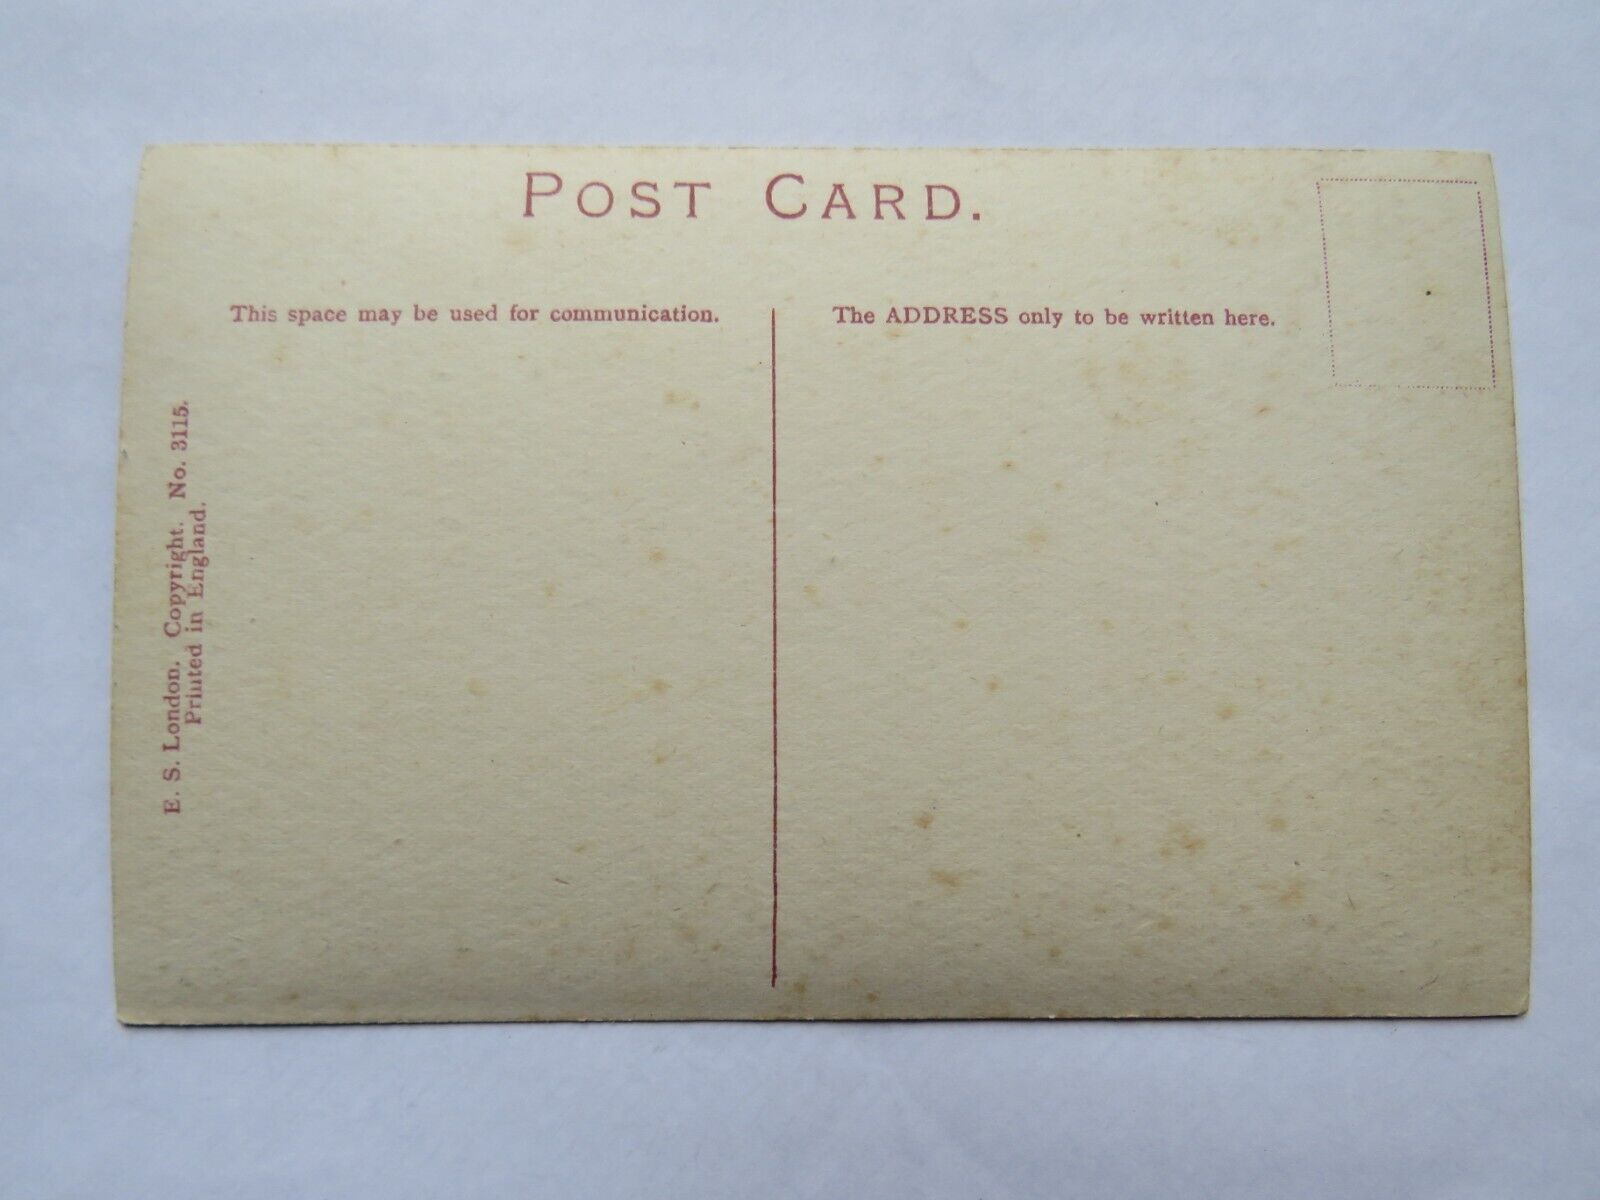 POST CARD.
This space may be used for communication.
The ADDRESS only to be written here.
E. S. London. Copyright. No. 3115.
Printed in England.